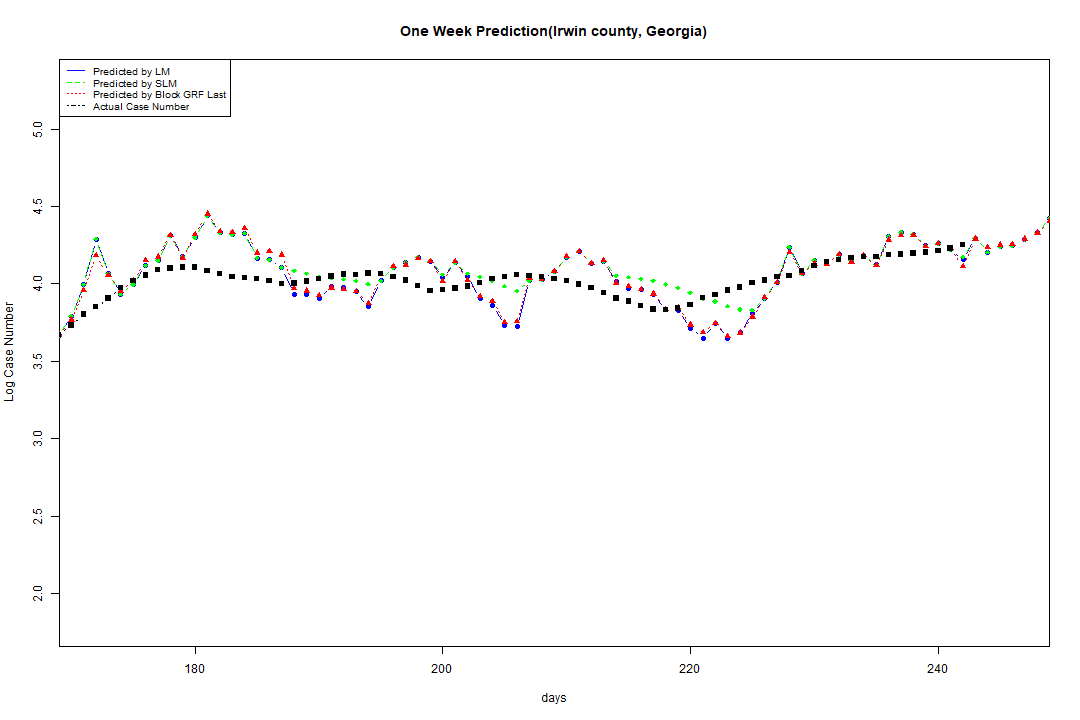 One Week Prediction(Irwin county, Georgia)
Predicted by LM
Predicted by SLM
Predicted by Block GRF Last
Actual Case Number
5.0
4.5
4.0
3.5
3.0
2.5
2.0
Log Case Number
180
200
220
240
days